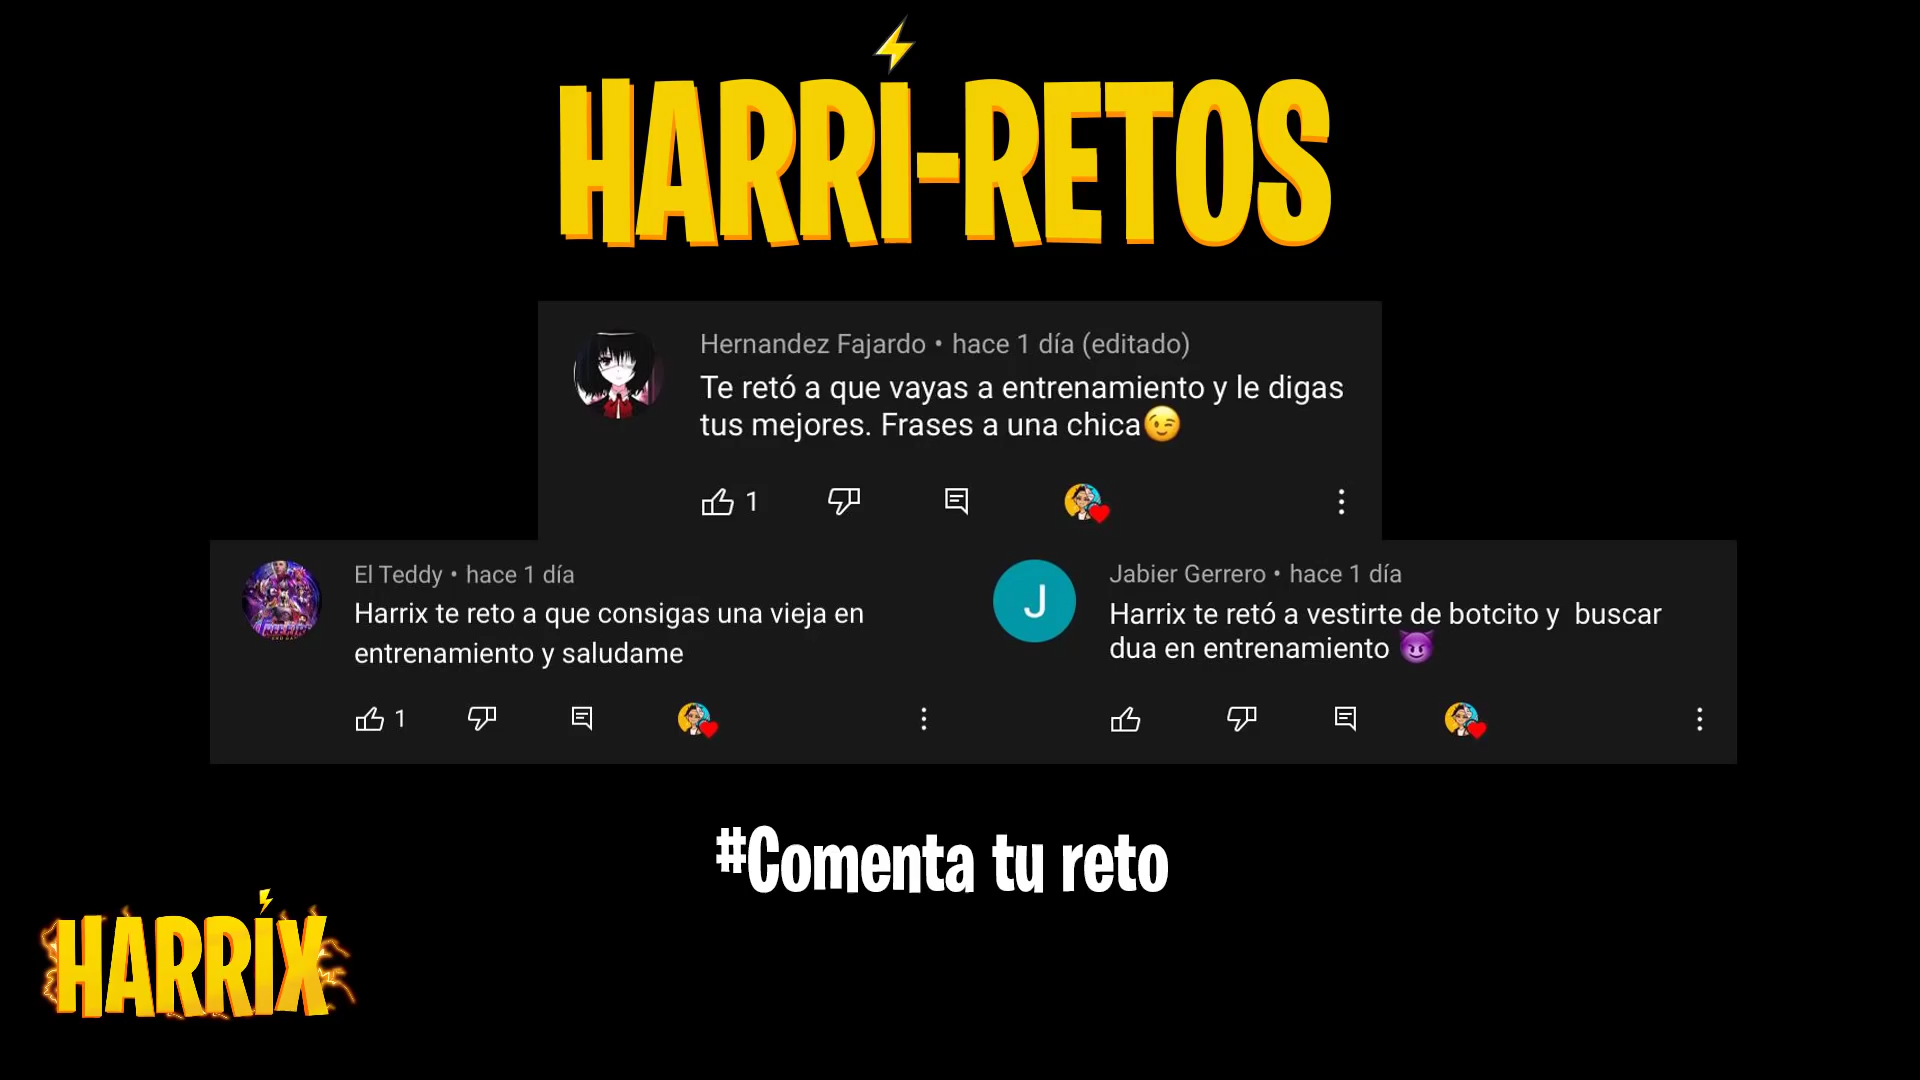 HARRI-RETOS
Hernandez Fajardo • hace 1 día (editado)
Te retó a que vayas a entrenamiento y le digas
tus mejores. Frases a una chica😉
1
El Teddy • hace 1 día
Harrix te reto a que consigas una vieja en
entrenamiento y saludame
1
J
Jabier Gerrero • hace 1 día
Harrix te retó a vestirte de botcito y  buscar
dua en entrenamiento 😈
#Comenta tu reto
HARRIX